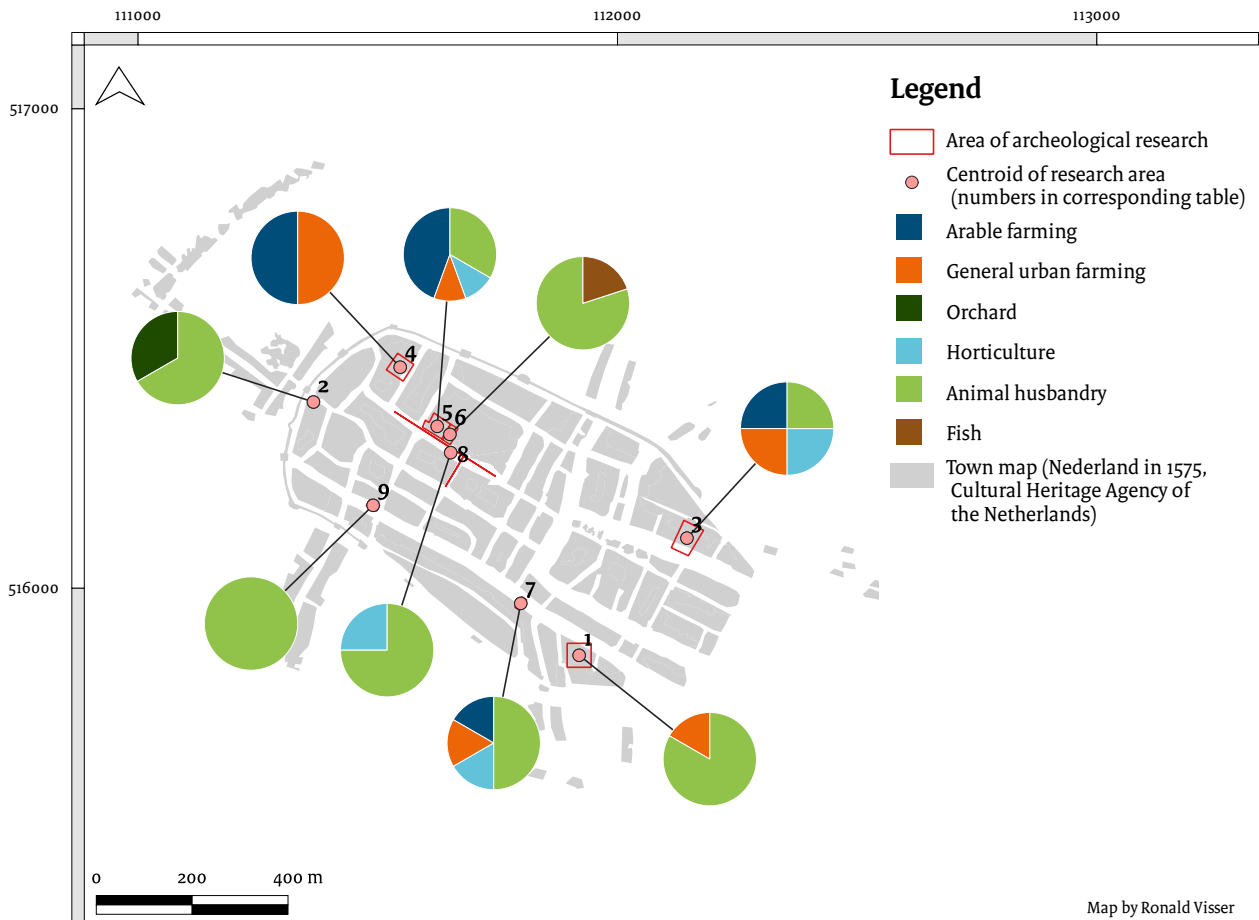 111000
112000
113000
517000
516000
Legend
Area of archeological research
Centroid of research area
(numbers in corresponding table)
Arable farming
General urban farming
Orchard
Horticulture
Animal husbandry
Fish
Town map (Nederland in 1575,
Cultural Heritage Agency of
the Netherlands)
4
2
5
6
8
3
9
7
1
0 200 400 m
Map by Ronald Visser